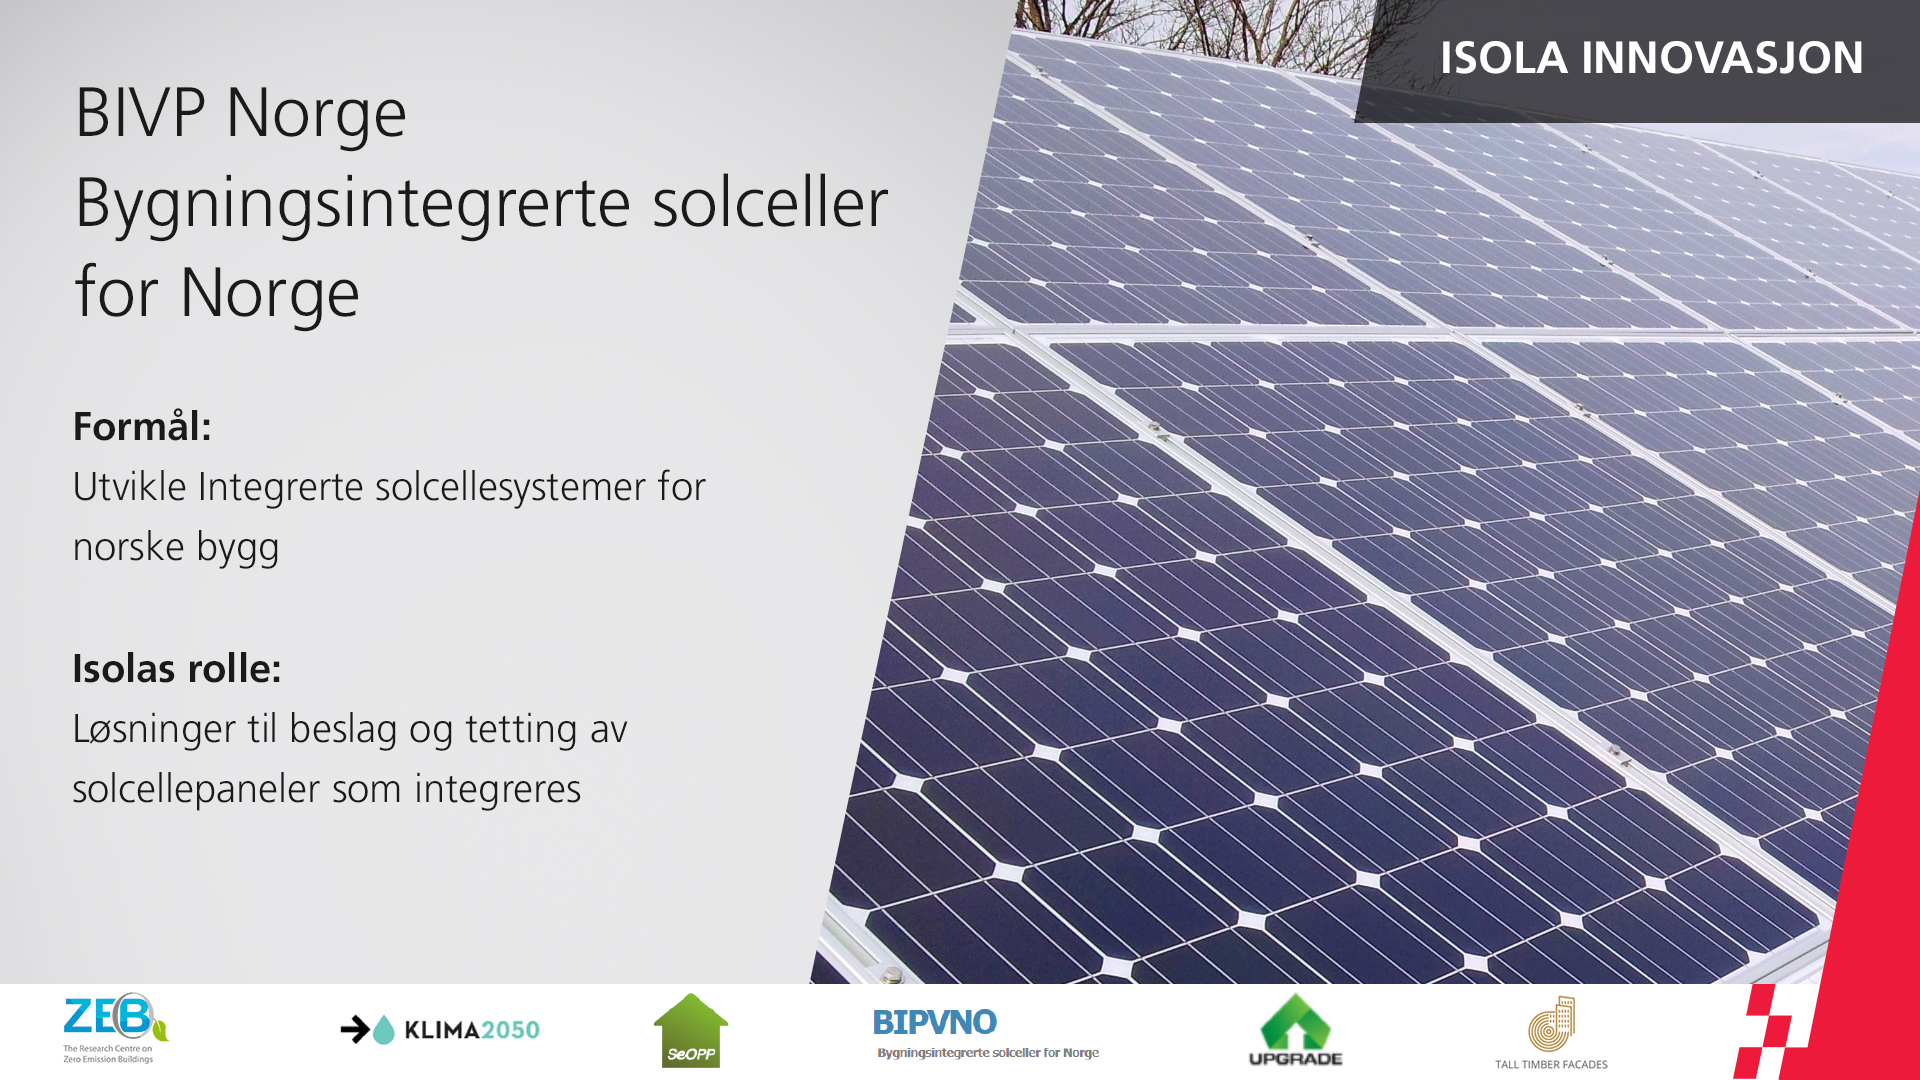 ISOLA INNOVASJON
BIVP Norge
Bygningsintegrerte solceller
for Norge
Formål:
Utvikle Integrerte solcellesystemer for
norske bygg
Isolas rolle:
Løsninger til beslag og tetting av
solcellepaneler som integreres
ZEB
The Research Centre on
Zero Emission Buildings
KLIMA2050
SeOPP
BIPVNO
Bygningsintegrerte solceller for Norge
UPGRADE
TALL TIMBER FACADES